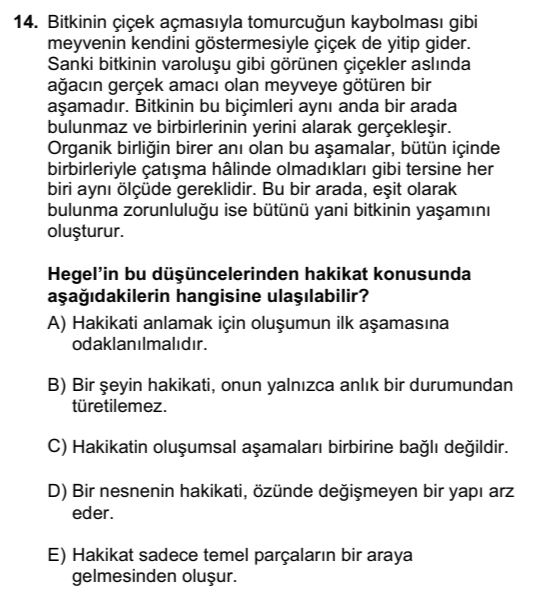 14. Bitkinin çiçek açmasıyla tomurcuğun kaybolması gibi
meyvenin kendini göstermesiyle çiçek de yitip gider.
Sanki bitkinin varoluşu gibi görünen çiçekler aslında
ağacın gerçek amacı olan meyveye götüren bir
aşamadır. Bitkinin bu biçimleri aynı anda bir arada
bulunmaz ve birbirlerinin yerini alarak gerçekleşir.
Organik birliğin birer anı olan bu aşamalar, bütün içinde
birbirleriyle çatışma hâlinde olmadıkları gibi tersine her
biri aynı ölçüde gereklidir. Bu bir arada, eşit olarak
bulunma zorunluluğu ise bütünü yani bitkinin yaşamını
oluşturur.
Hegel'in bu düşüncelerinden hakikat konusunda
aşağıdakilerin hangisine ulaşılabilir?
A) Hakikati anlamak için oluşumun ilk aşamasına
odaklanılmalıdır.
B) Bir şeyin hakikati, onun yalnızca anlık bir durumundan
türetilemez.
C) Hakikatin oluşumsal aşamaları birbirine bağlı değildir.
D) Bir nesnenin hakikati, özünde değişmeyen bir yapı arz
eder.
E) Hakikat sadece temel parçaların bir araya
gelmesinden oluşur.